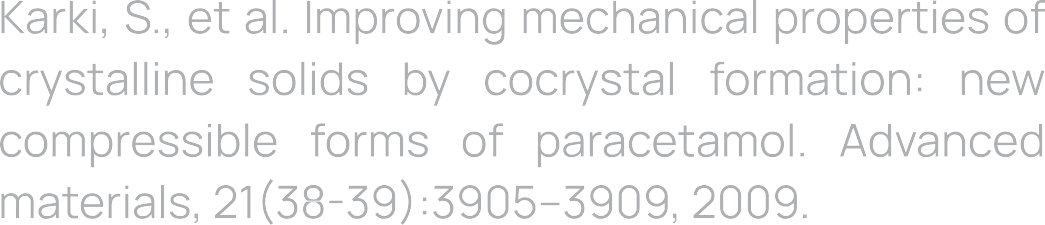 Karki, S., et al. Improving mechanical properties of
crystalline solids by cocrystal formation: new
compressible forms of paracetamol. Advanced
materials, 21(38-39):3905–3909, 2009.